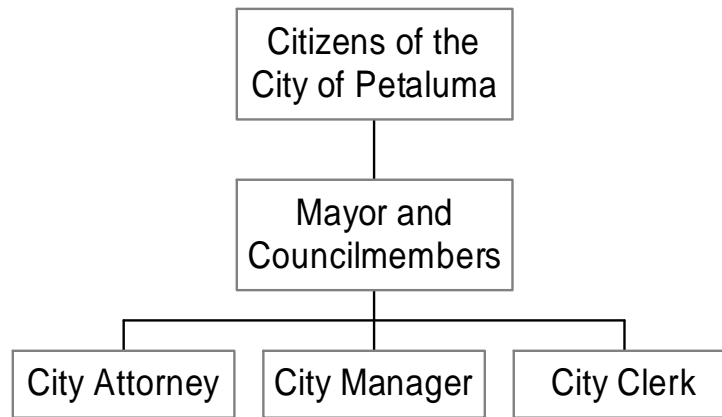 Citizens of the
City of Petaluma
Mayor and
Councilmembers
City Attorney
City Manager
City Clerk